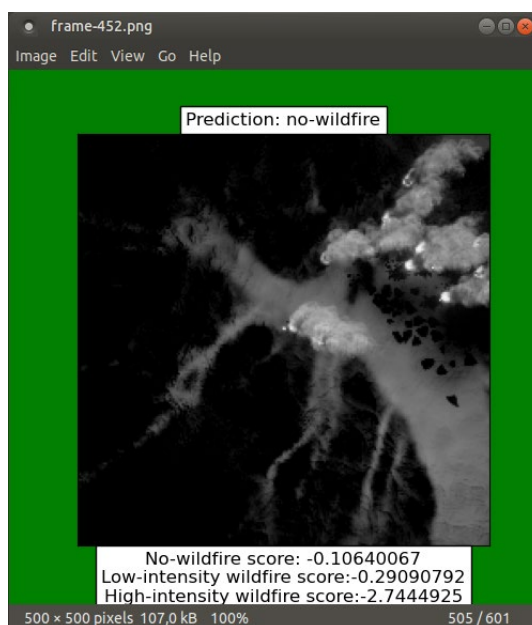 frame-452.png
Image Edit View Go Help
Prediction: no-wildfire
No-wildfire score: -0.10640067
Low-intensity wildfire score:-0.29090792
High-intensity wildfire score:-2.7444925
500 × 500 pixels 107,0 kB 100% 505 / 601